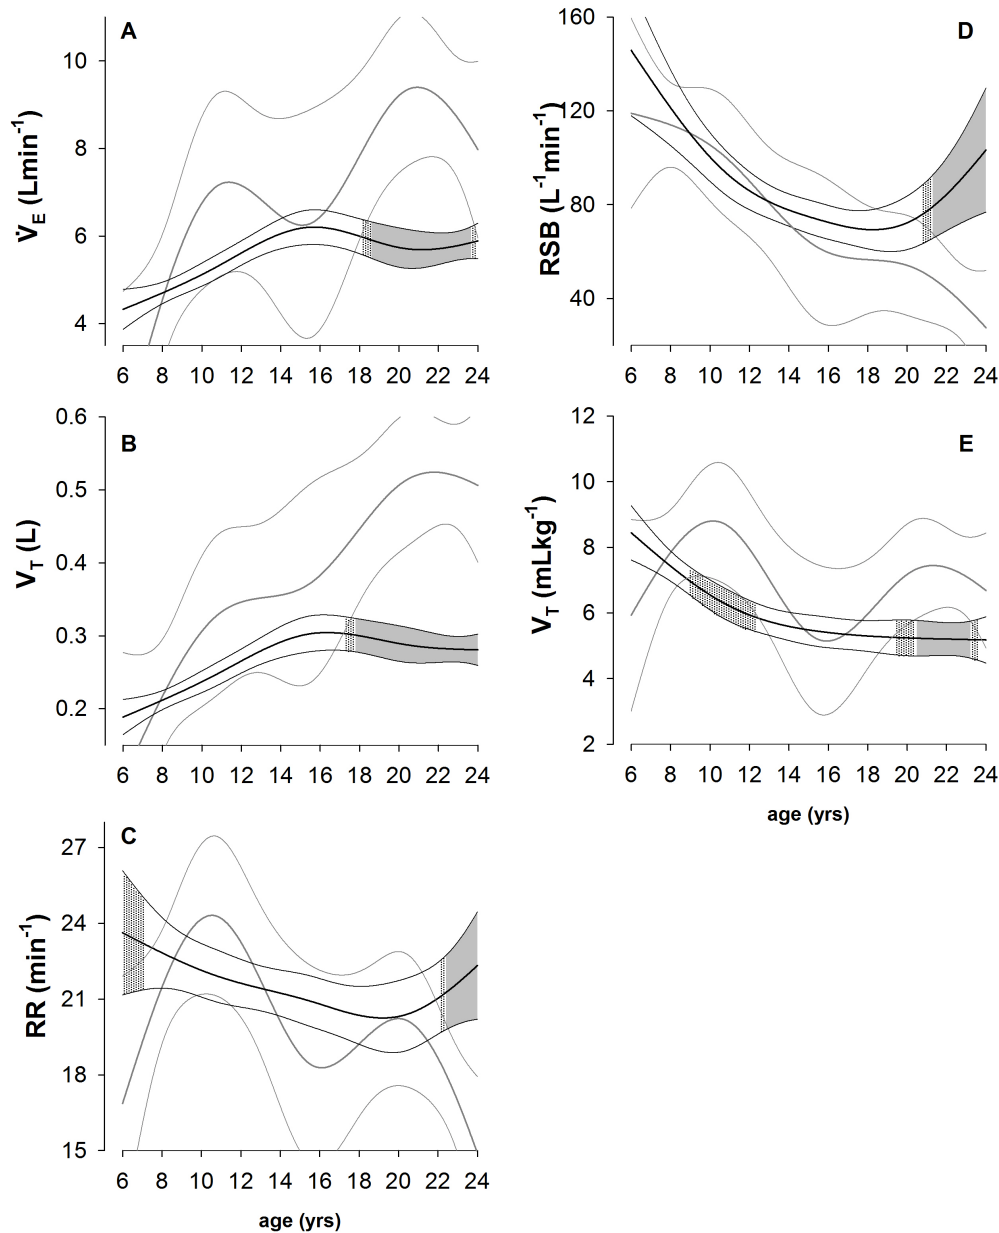 A
V̇E (Lmin-1)
10
8
6
4
6 8 10 12 14 16 18 20 22 24
D
RSB (L-1min-1)
160
120
80
40
6 8 10 12 14 16 18 20 22 24
B
VT (L)
0.6
0.5
0.4
0.3
0.2
6 8 10 12 14 16 18 20 22 24
E
VT (mLkg-1)
12
10
8
6
4
2
6 8 10 12 14 16 18 20 22 24
age (yrs)
C
RR (min-1)
27
24
21
18
15
6 8 10 12 14 16 18 20 22 24
age (yrs)